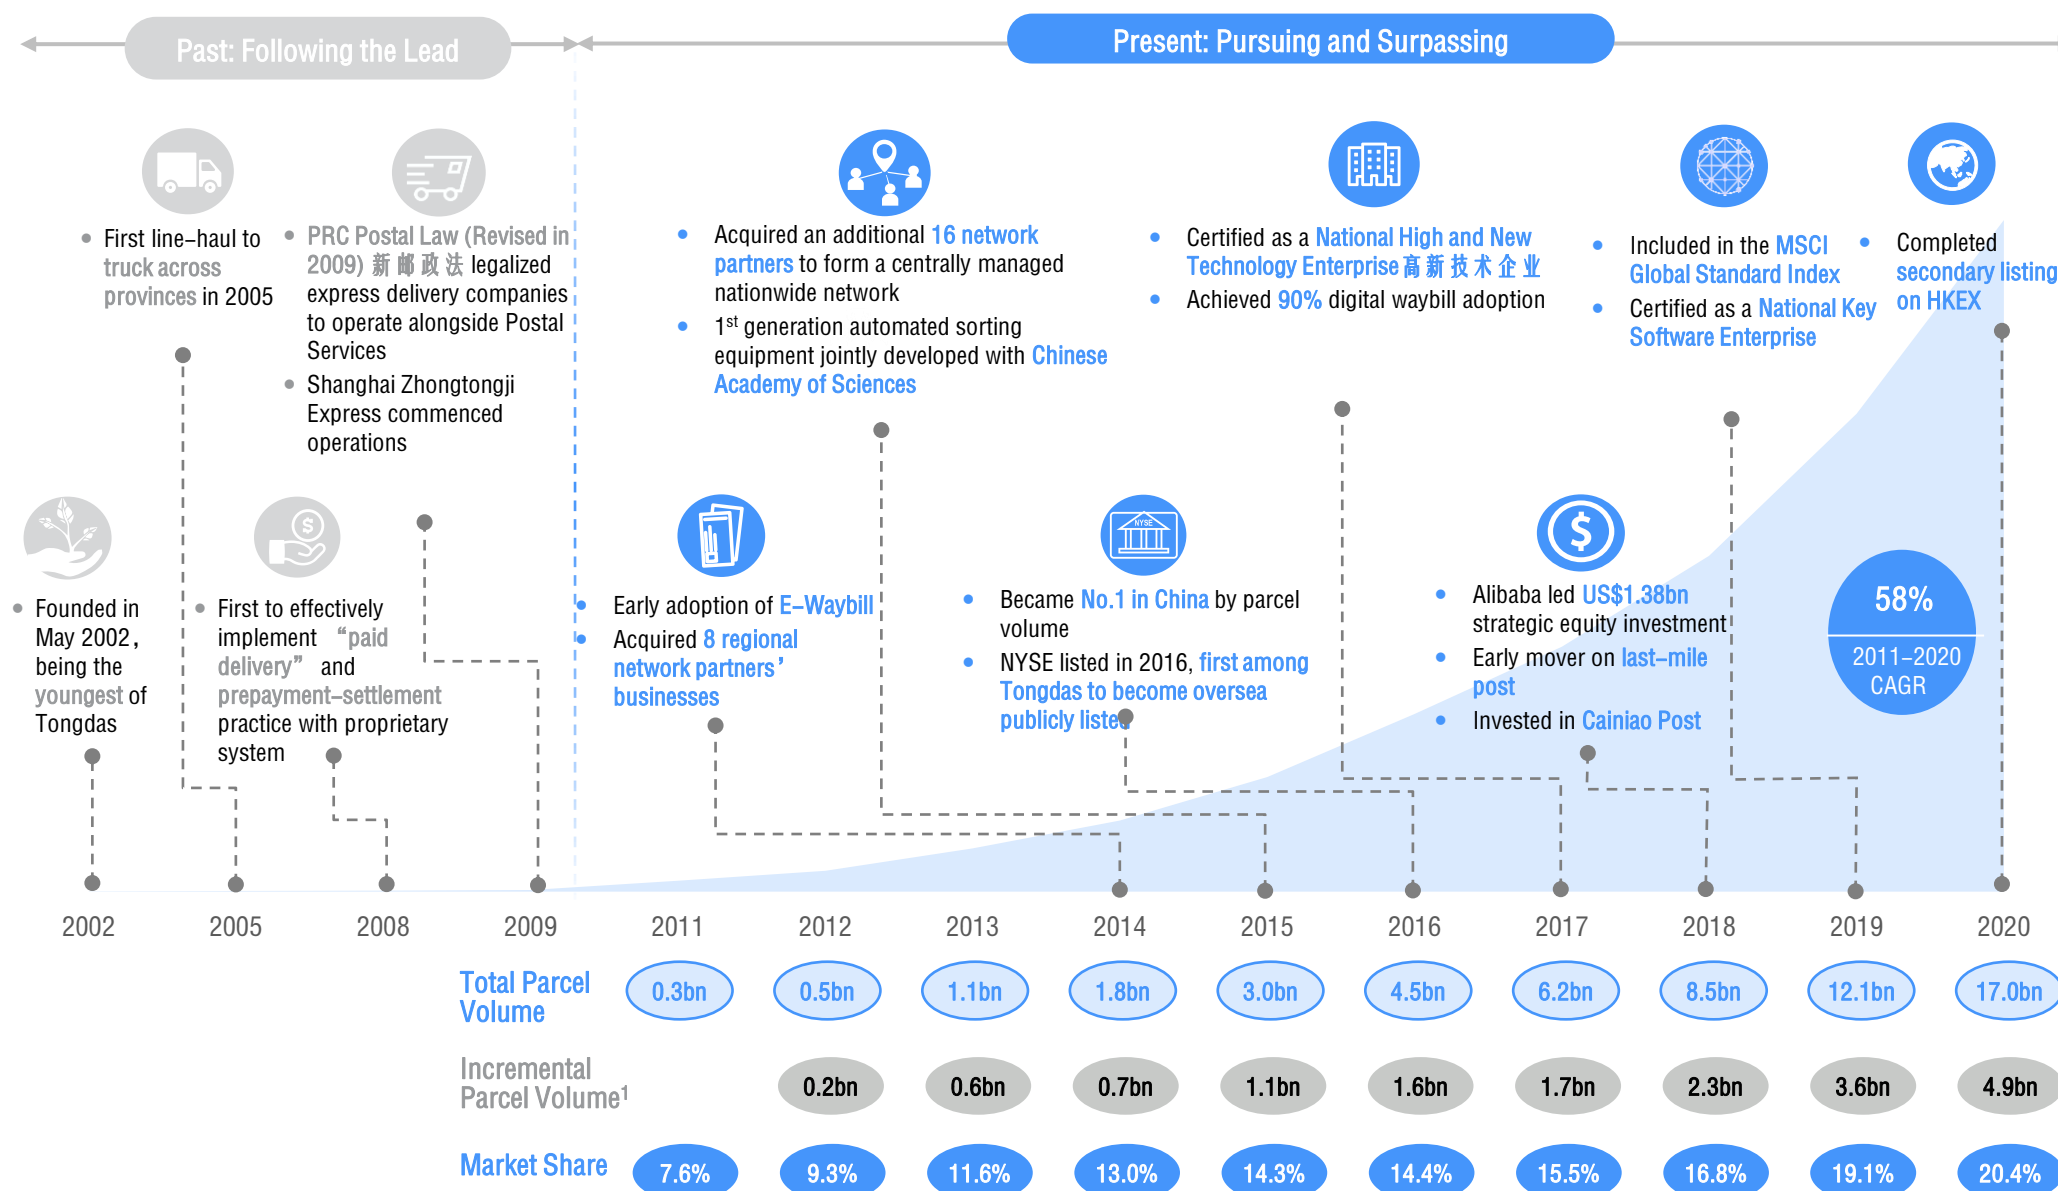 Past: Following the Lead
Present: Pursuing and Surpassing
First line-haul to
truck across
provinces in 2005
PRC Postal Law (Revised in
2009) 新邮政法 legalized
express delivery companies
to operate alongside Postal
Services
Shanghai Zhongtongji
Express commenced
operations
Acquired an additional 16 network
partners to form a centrally managed
nationwide network
1st generation automated sorting
equipment jointly developed with Chinese
Academy of Sciences
Certified as a National High and New
Technology Enterprise 高新技术企业
Achieved 90% digital waybill adoption
Included in the MSCI
Global Standard Index
Certified as a National Key
Software Enterprise
Completed
secondary listing
on HKEX
Founded in
May 2002,
being the
youngest of
Tongdas
First to effectively
implement “paid
delivery” and
prepayment-settlement
practice with proprietary
system
Early adoption of E-Waybill
Acquired 8 regional
network partners’
businesses
NYSE
Became No.1 in China by parcel
volume
NYSE listed in 2016, first among
Tongdas to become oversea
publicly listed
Alibaba led US$1.38bn
strategic equity investment
Early mover on last-mile
post
Invested in Cainiao Post
58%
2011-2020
CAGR
2002 2005 2008 2009 2011 2012 2013 2014 2015 2016 2017 2018 2019 2020
Total Parcel
Volume
0.3bn 0.5bn 1.1bn 1.8bn 3.0bn 4.5bn 6.2bn 8.5bn 12.1bn 17.0bn
Incremental
Parcel Volume1
0.2bn 0.6bn 0.7bn 1.1bn 1.6bn 1.7bn 2.3bn 3.6bn 4.9bn
Market Share
7.6% 9.3% 11.6% 13.0% 14.3% 14.4% 15.5% 16.8% 19.1% 20.4%